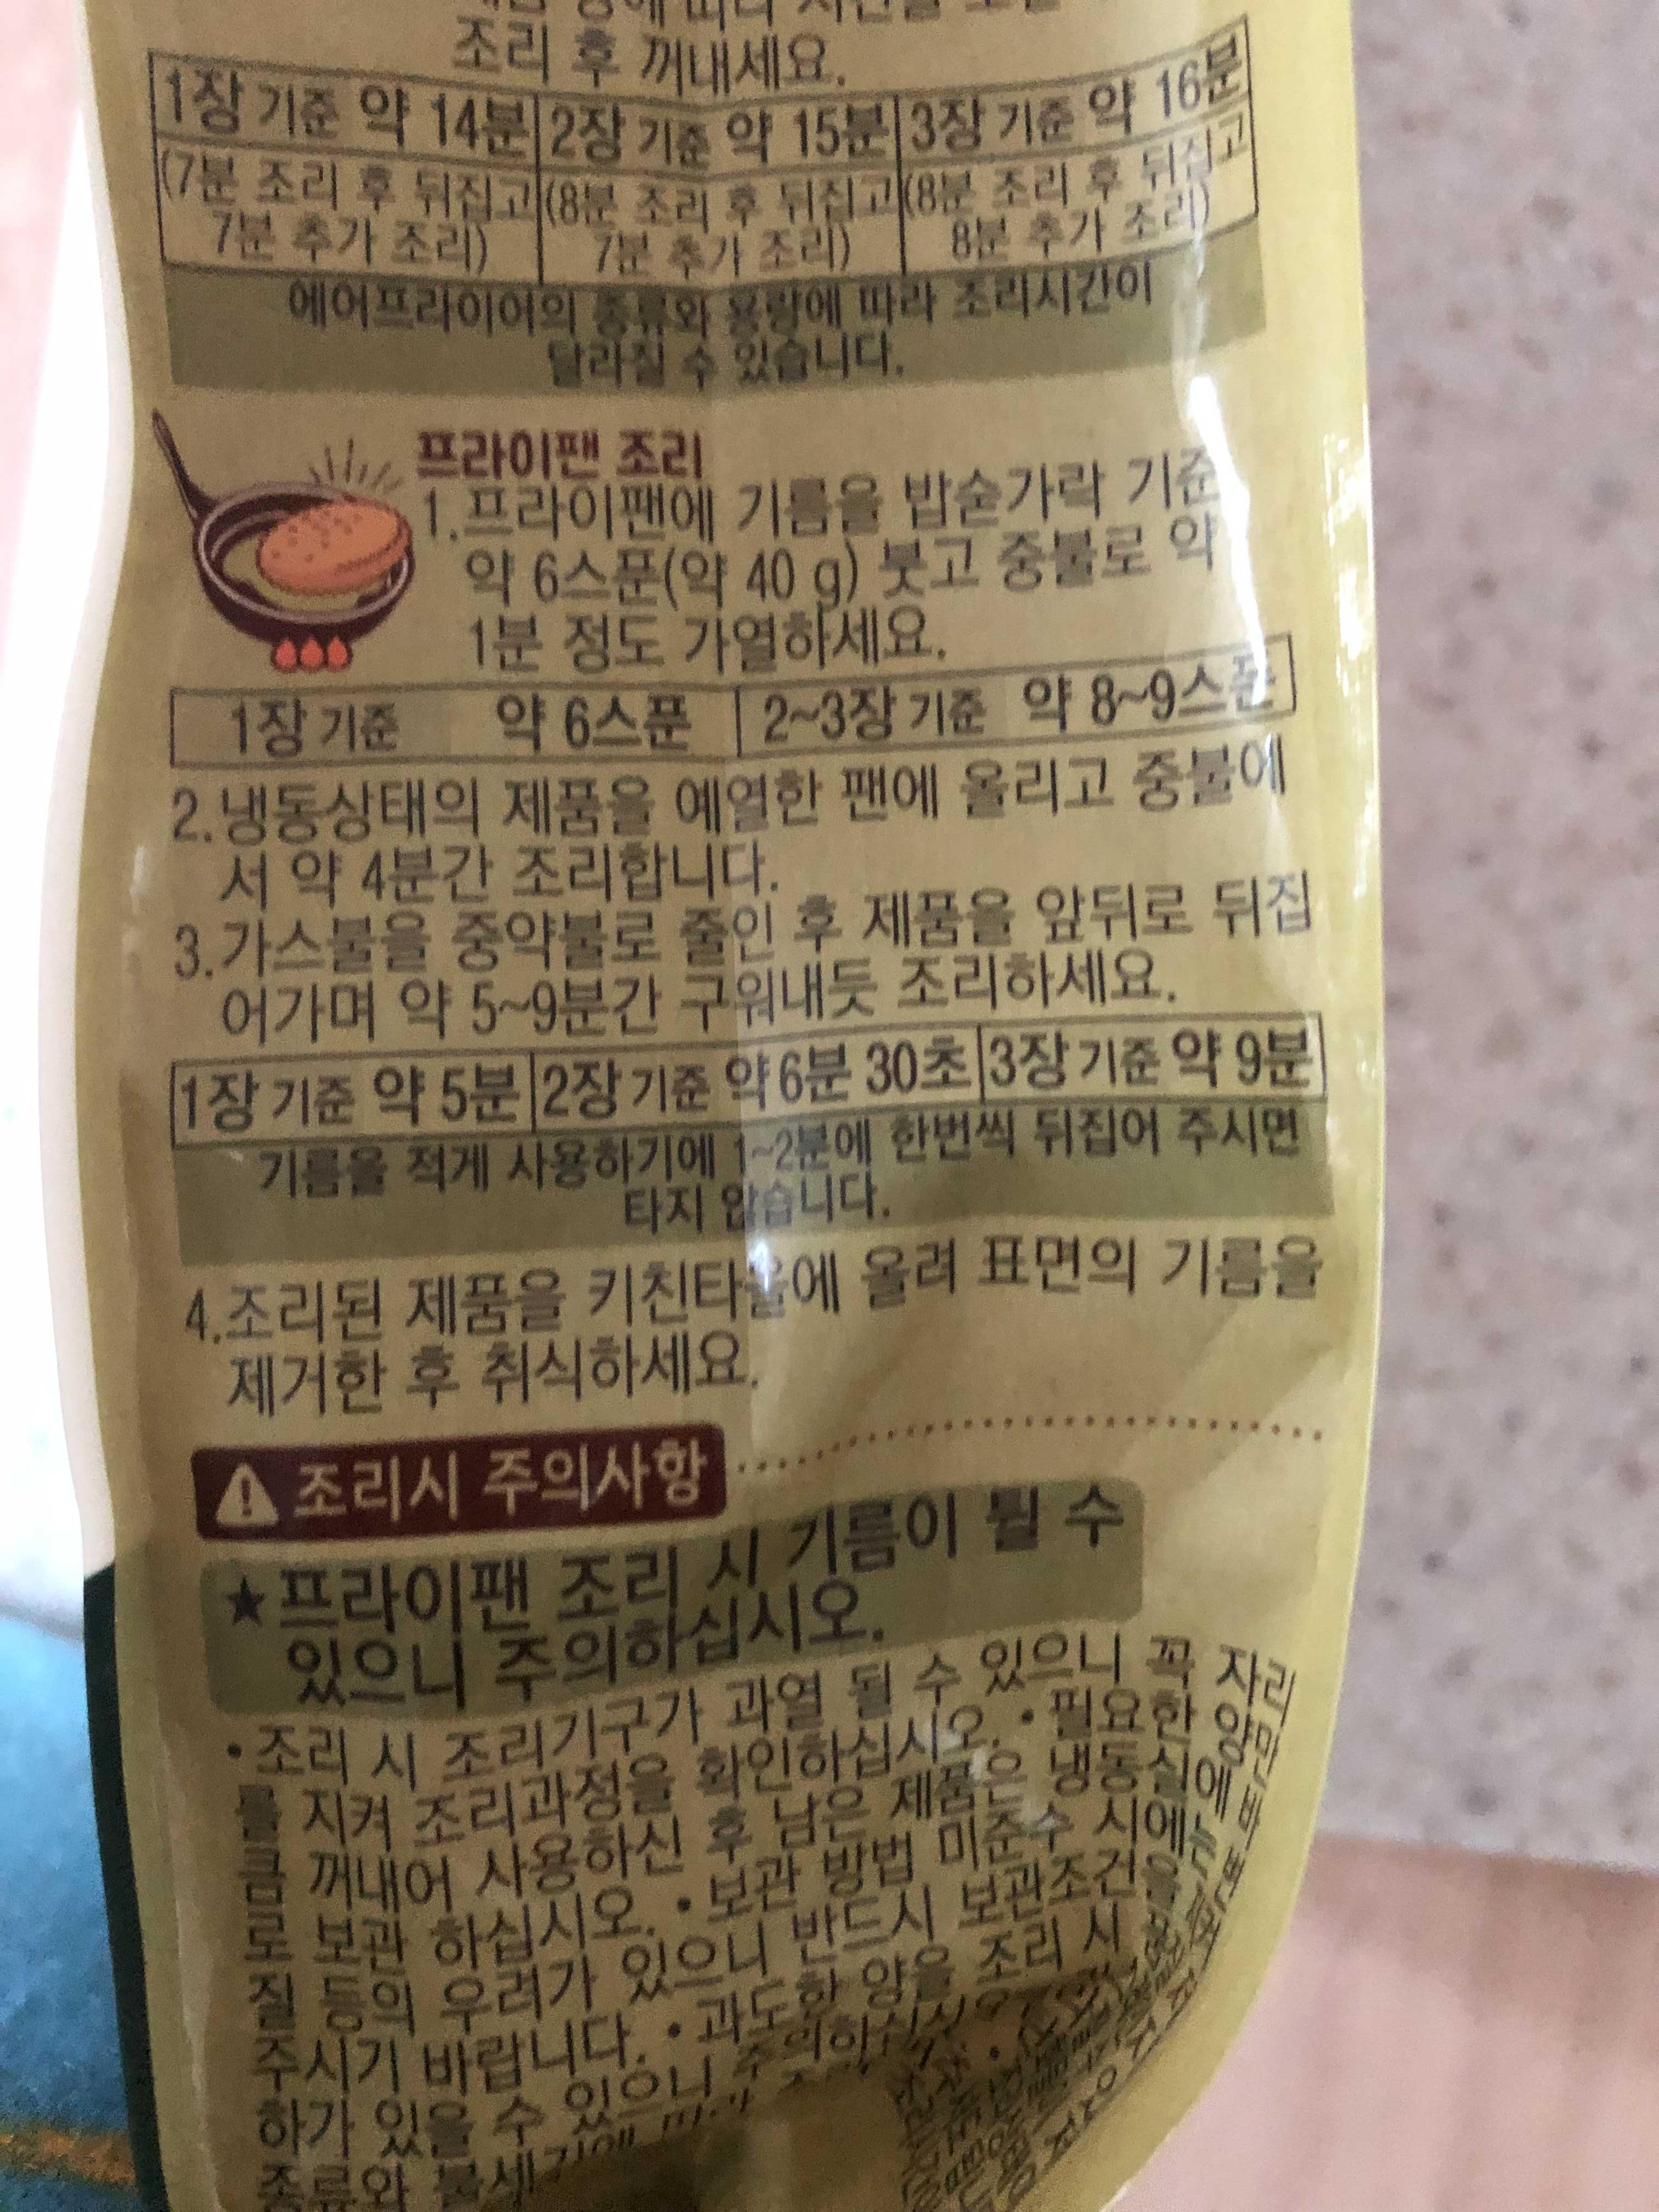 조리 후 꺼내세요.
1장 기준 약 14분 2장 기준 약 15분 3장 기준 약 16분
(7분 조리 후 뒤집고 (8분 조리 후 뒤집고 (8분 조리 후 뒤집고
7분 추가 조리) 7분 추가 조리) 8분 추가 조리)
에어프라이어의 종류와 용량에 따라 조리시간이
달라질 수 있습니다.
프라이팬 조리
1.프라이팬에 기름을 밥숟가락 기준
약 6스푼(약 40 g) 붓고 중불로 약
1분 정도 가열하세요.
1장 기준 약 6스푼 2~3장 기준 약 8~9스푼
2.냉동상태의 제품을 예열한 팬에 올리고 중불에
서 약 4분간 조리합니다.
3.가스불을 중약불로 줄인 후 제품을 앞뒤로 뒤집
어가며 약 5~9분간 구워내듯 조리하세요.
1장 기준 약 5분 2장 기준 약 6분 30초 3장 기준 약 9분
기름을 적게 사용하기에 1~2분에 한번씩 뒤집어 주시면
타지 않습니다.
4.조리된 제품을 키친타올에 올려 표면의 기름을
제거한 후 취식하세요.
조리시 주의사항
★프라이팬 조리 시 기름이 튈 수
있으니 주의하십시오.
•조리 시 조리기구가 과열 될 수 있으니 꼭 자리
를 지켜 조리과정을 확인하십시오. •필요한 양만
큼 꺼내어 사용하신 후 남은 제품은 냉동실에
로 보관 하십시오. •보관 방법 미준수 시에는
질 등의 우려가 있으니 반드시 보관조건을
주시기 바랍니다. •과도한 양을 조리 시
하가 있을 수 있으니
종류와 불세기에